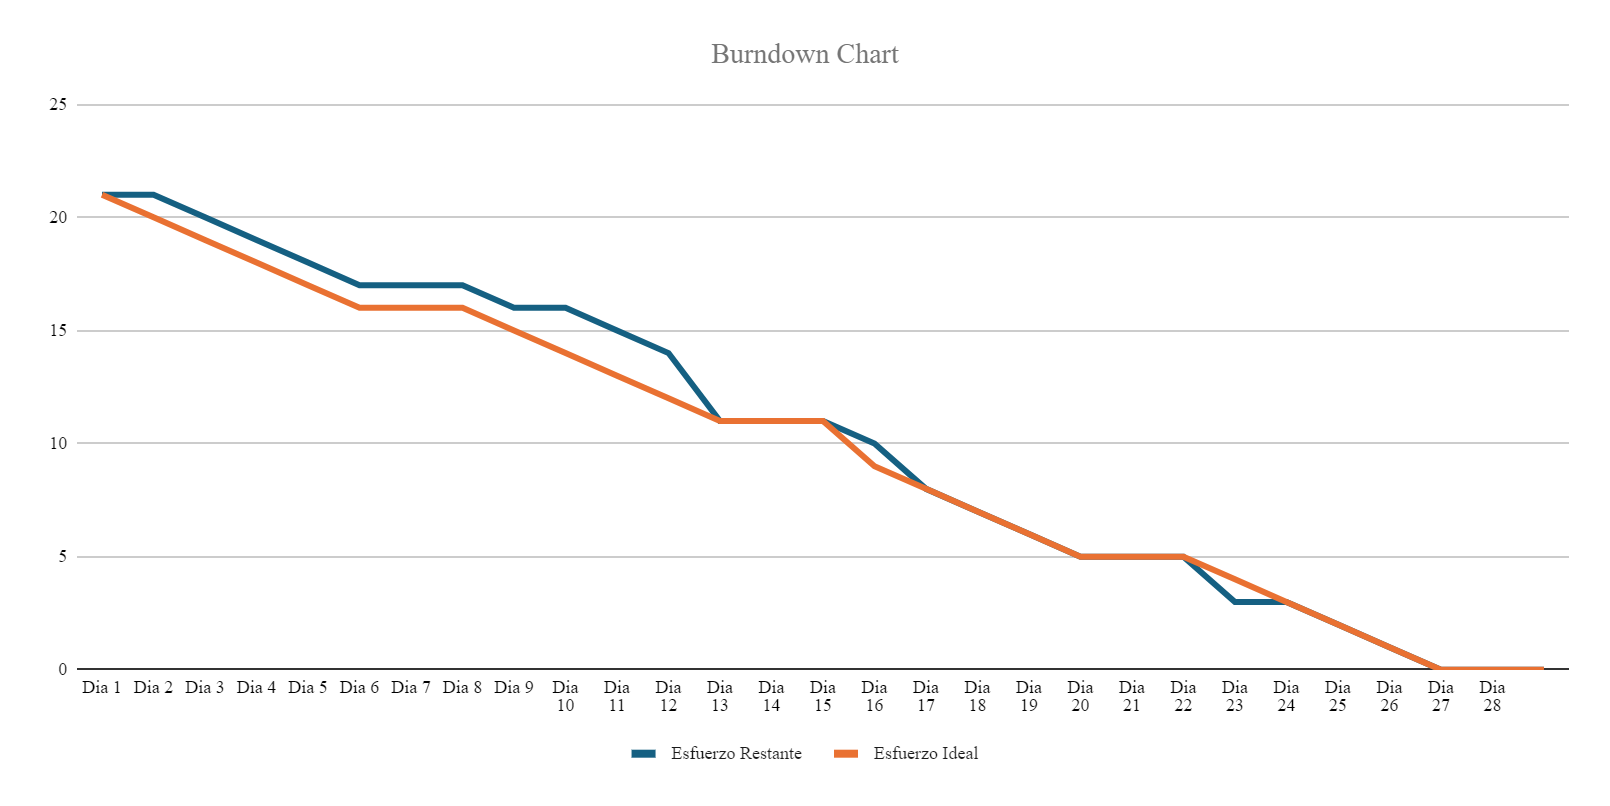 Burndown Chart
25
20
15
10
5
0
Dia 1 Dia 2 Dia 3 Dia 4 Dia 5 Dia 6 Dia 7 Dia 8 Dia 9 Dia Dia Dia Dia Dia Dia Dia Dia Dia Dia Dia Dia Dia Dia Dia Dia Dia Dia Dia
10 11 12 13 14 15 16 17 18 19 20 21 22 23 24 25 26 27 28
Esfuerzo Restante Esfuerzo Ideal